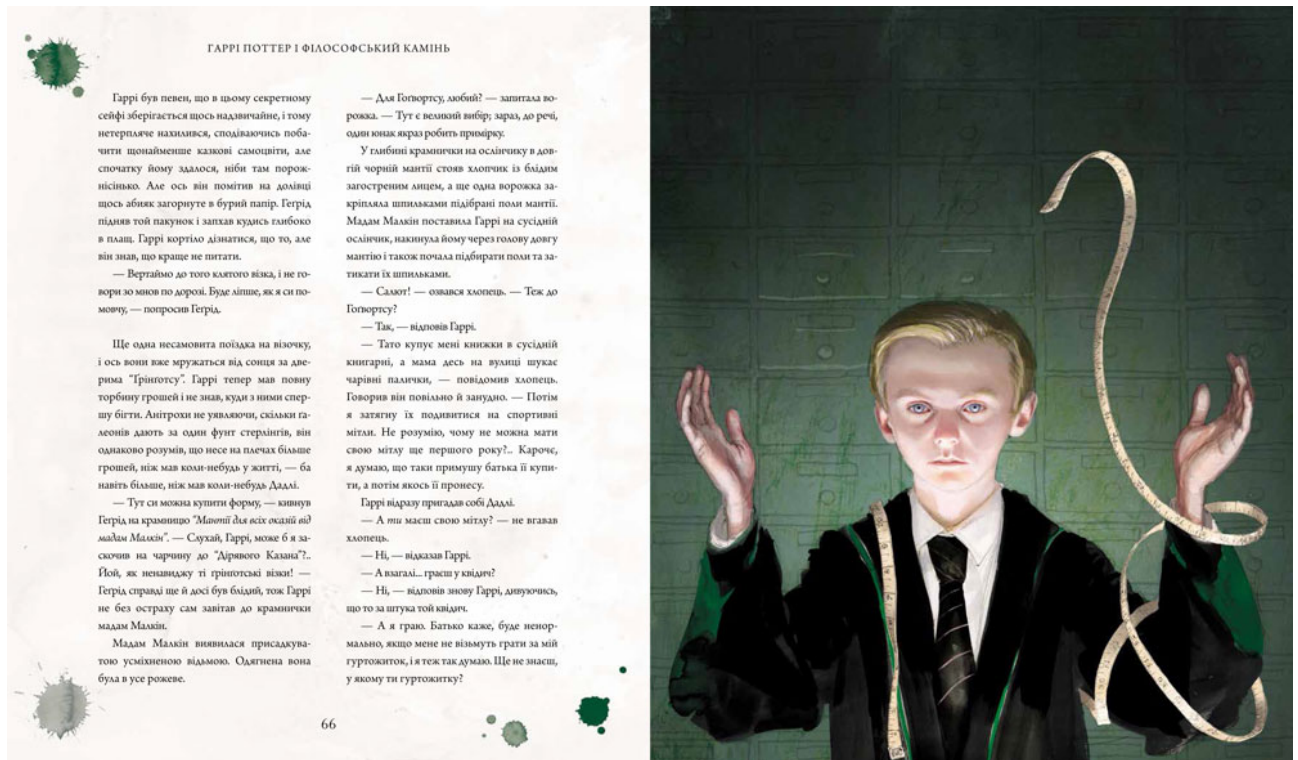 ГАРРІ ПОТТЕР І ФІЛОСОФСЬКИЙ КАМІНЬ
Гаррі був певен, що в цьому секретному
сейфі зберігається щось надзвичайне, і тому
нетерпляче нахилився, сподіваючись поба-
чити щонайменше казкові самоцвіти, але
спочатку йому здалося, ніби там порож-
нісінько. Але ось він помітив на долівці
щось абияк загорнуте в бурий папір. Геґрід
підняв той пакунок і запхав кудись глибоко
в плащ. Гаррі кортіло дізнатися, що то, але
він знав, що краще не питати.
— Вертаймо до того клятого візка, і не го-
вори зо мнов по дорозі. Буде ліпше, як я си по-
мовчу, — попросив Геґрід.
Ще одна несамовита поїздка на візочку,
і ось вони вже мружаться від сонця за две-
рима “Ґрінґотсу”. Гаррі тепер мав повну
торбину грошей і не знав, куди з ними спер-
шу бігти. Анітрохи не уявляючи, скільки ґа-
леонів дають за один фунт стерлінгів, він
однаково розумів, що несе на плечах більше
грошей, ніж мав коли-небудь у житті, — ба
навіть більше, ніж мав коли-небудь Дадлі.
— Тут си можна купити форму, — кивнув
Геґрід на крамницю “Мантії для всіх оказій від
мадам Малкін”. — Слухай, Гаррі, може б я за-
скочив на чарчину до “Дірявого Казана”?..
Йой, як ненавиджу ті ґрінґотські візки! —
Геґрід справді ще й досі був блідий, тож Гаррі
не без остраху сам завітав до крамнички
мадам Малкін.
Мадам Малкін виявилася присадкува-
тою усміхненою відьмою. Одягнена вона
була в усе рожеве.
— Для Гоґвортсу, любий? — запитала во-
рожка. — Тут є великий вибір; зараз, до речі,
один юнак якраз робить примірку.
У глибині крамнички на ослінчику в дов-
гій чорній мантії стояв хлопчик із блідим
загостреним лицем, а ще одна ворожка за-
кріпляла шпильками підібрані поли мантії.
Мадам Малкін поставила Гаррі на сусідній
ослінчик, накинула йому через голову довгу
мантію і також почала підбирати поли та за-
тикати їх шпильками.
— Салют! — озвався хлопець. — Теж до
Гоґвортсу?
— Так, — відповів Гаррі.
— Тато купує мені книжки в сусідній
книгарні, а мама десь на вулиці шукає
чарівні палички, — повідомив хлопець.
Говорив він повільно й занудно. — Потім
я затягну їх подивитися на спортивні
мітли. Не розумію, чому не можна мати
свою мітлу ще першого року?.. Карочє,
я думаю, що таки примушу батька її купи-
ти, а потім якось її пронесу.
Гаррі відразу пригадав собі Дадлі.
— А ти маєш свою мітлу? — не вгавав
хлопець.
— Ні, — відказав Гаррі.
— А взагалі... граєш у квідич?
— Ні, — відповів знову Гаррі, дивуючись,
що то за штука той квідич.
— А я граю. Батько каже, буде ненор-
мально, якщо мене не візьмуть грати за мій
гуртожиток, і я теж так думаю. Ще не знаєш,
у якому ти гуртожитку?
66